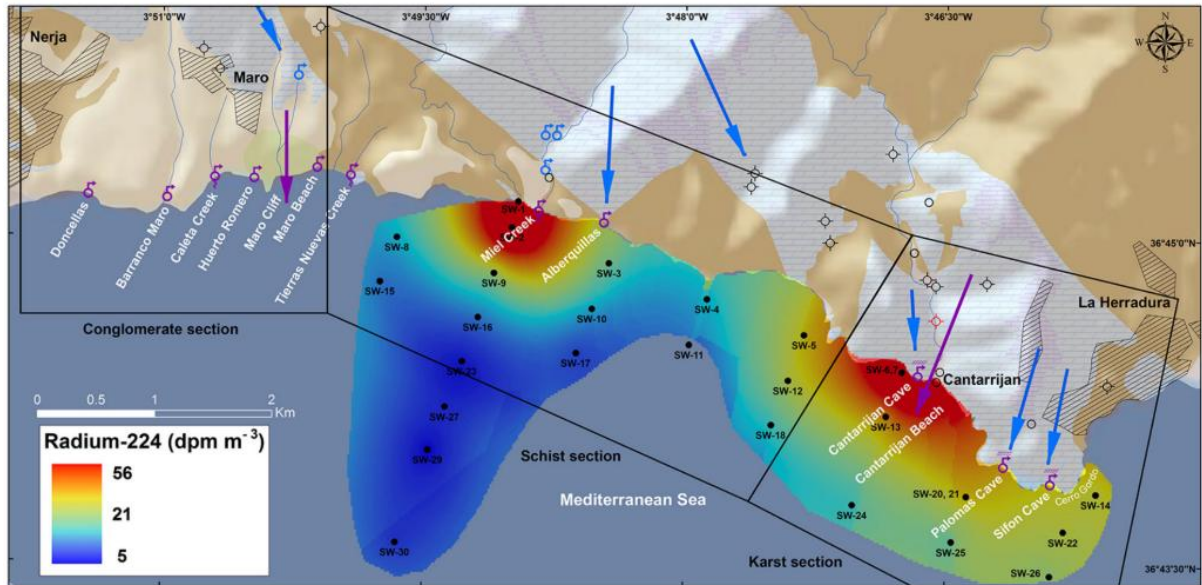 3°51'0"W
3°49'30"W
3°48'0"W
3°46'30"W
N
W E
S
Nerja
Maro
Doncellas
Barranco Maro
Caleta Creek
Huerto Romero
Maro Cliff
Maro Beach
Tierras Nuevas Creek
Miel Creek
Alberquillas
SW-1
SW-2
SW-8
SW-9
SW-3
SW-15
SW-16
SW-10
SW-4
SW-5
SW-23
SW-17
SW-11
SW-12
SW-6,7
SW-13
SW-27
SW-18
SW-29
SW-20, 21
SW-14
SW-24
SW-22
SW-30
SW-25
SW-26
36°45'0"N
La Herradura
Cantarrijan
Cantarrijan Cave
Cantarrijan Beach
Palomas Cave
Sifon Cave
Cerro Gordo
Conglomerate section
Schist section
Mediterranean Sea
Karst section
36°43'30"N
0 0.5 1 2
Km
Radium-224 (dpm m⁻³)
56
21
5